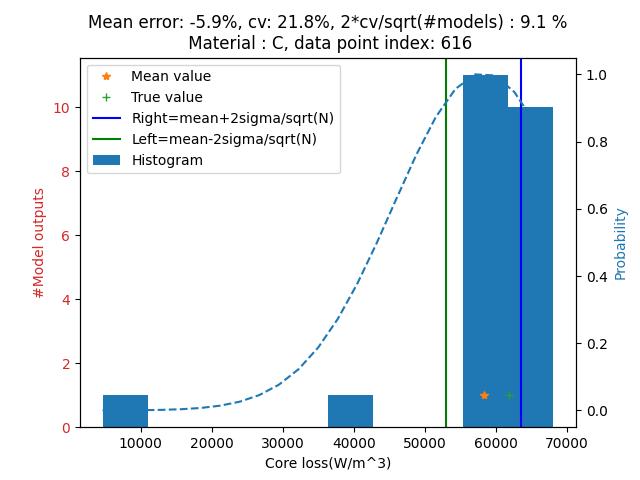 Mean error: -5.9%, cv: 21.8%, 2*cv/sqrt(#models) : 9.1 %
Material : C, data point index: 616
Mean value
True value
Right=mean+2sigma/sqrt(N)
Left=mean-2sigma/sqrt(N)
Histogram
#Model outputs
0
2
4
6
8
10
Probability
0.0
0.2
0.4
0.6
0.8
1.0
10000 20000 30000 40000 50000 60000 70000
Core loss(W/m^3)